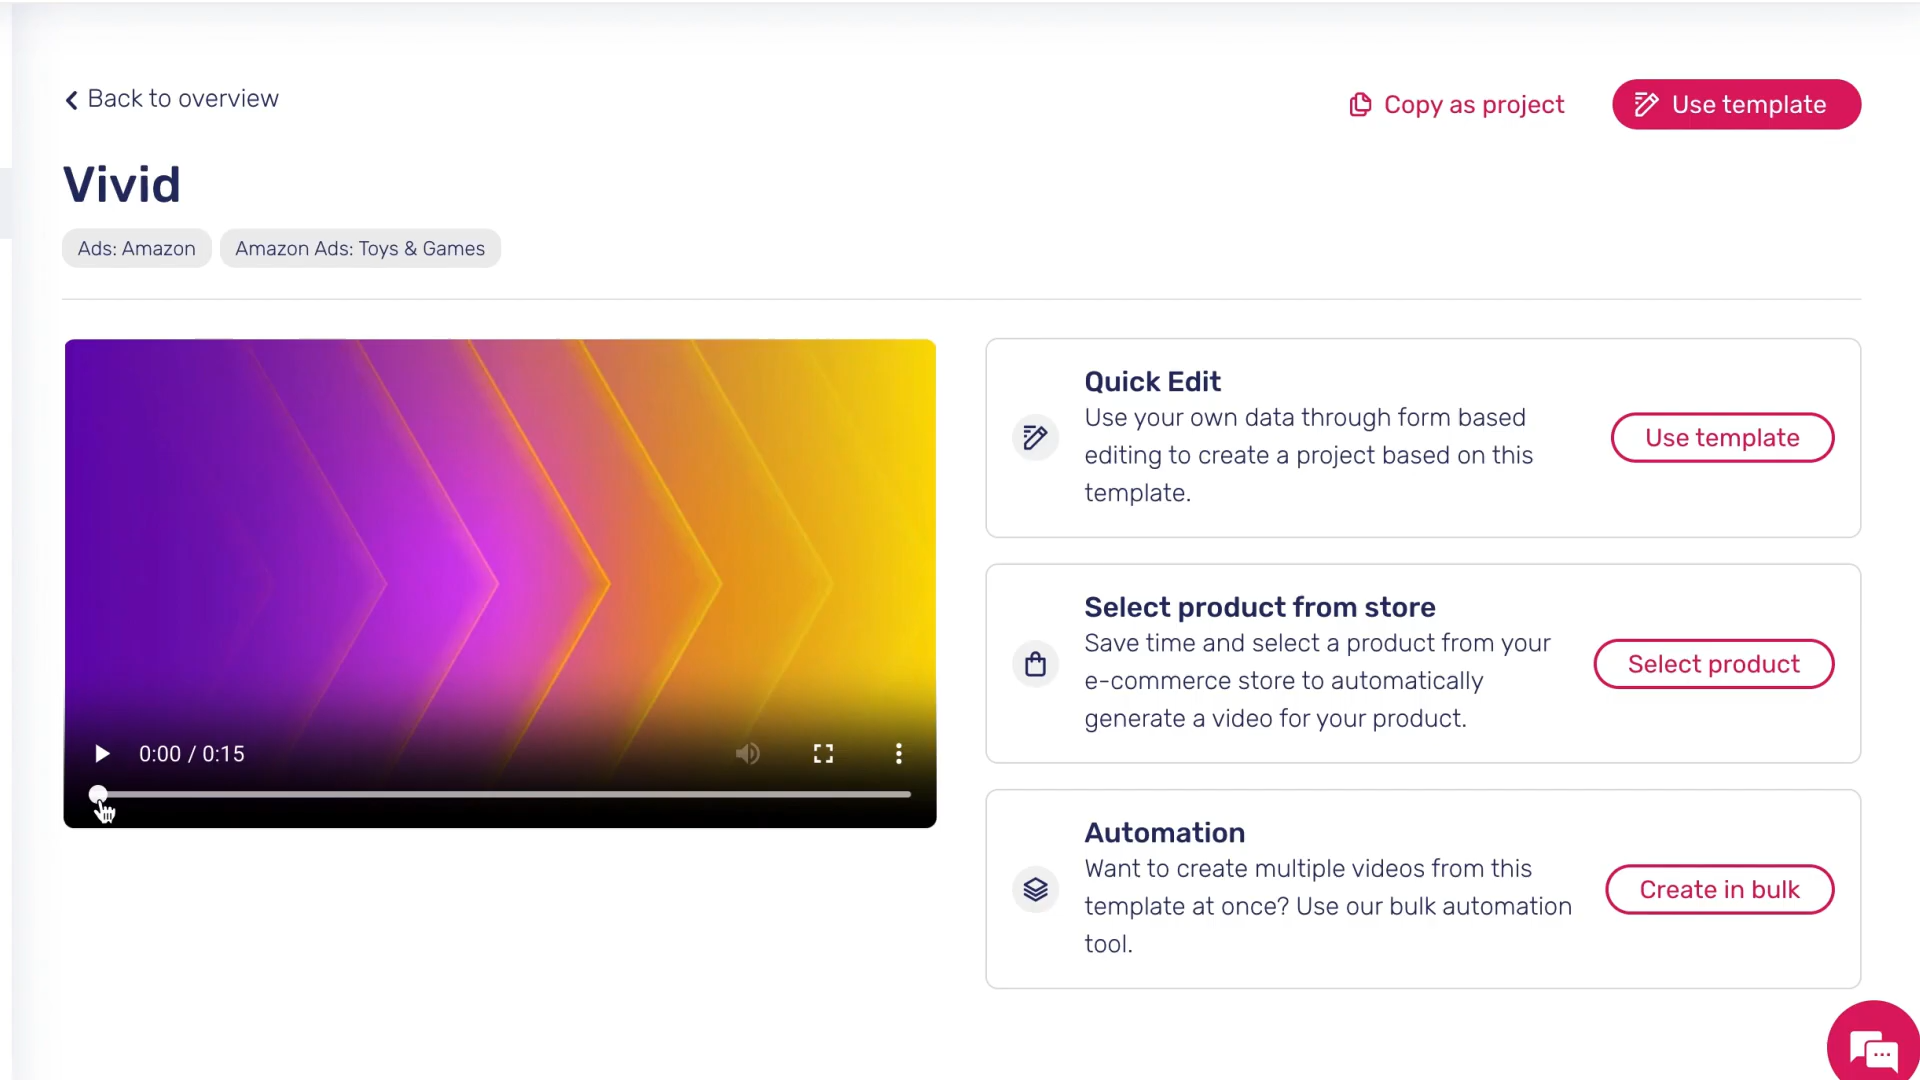 Back to overview
Copy as project
Use template
Vivid
Ads: Amazon
Amazon Ads: Toys & Games
0:00 / 0:15
Quick Edit
Use your own data through form based
editing to create a project based on this
template.
Use template
Select product from store
Save time and select a product from your
e-commerce store to automatically
generate a video for your product.
Select product
Automation
Want to create multiple videos from this
template at once? Use our bulk automation
tool.
Create in bulk